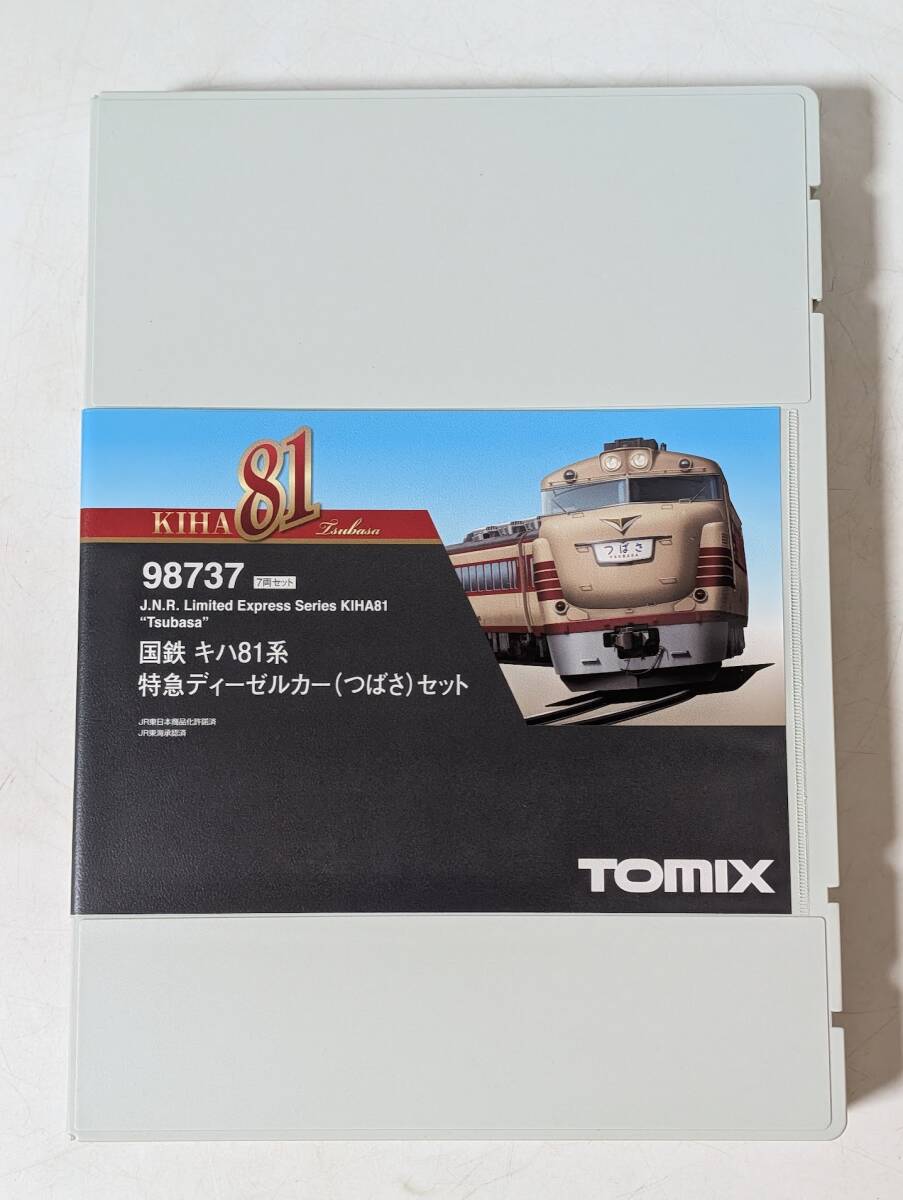 KIHA 81 Tsubasa
98737 7両セット
J.N.R. Limited Express Series KIHA81
“Tsubasa”
国鉄 キハ81系
特急ディーゼルカー(つばさ)セット
JR東日本商品化許諾済
JR東海承認済
つばさ
TSUBASA
TOMIX